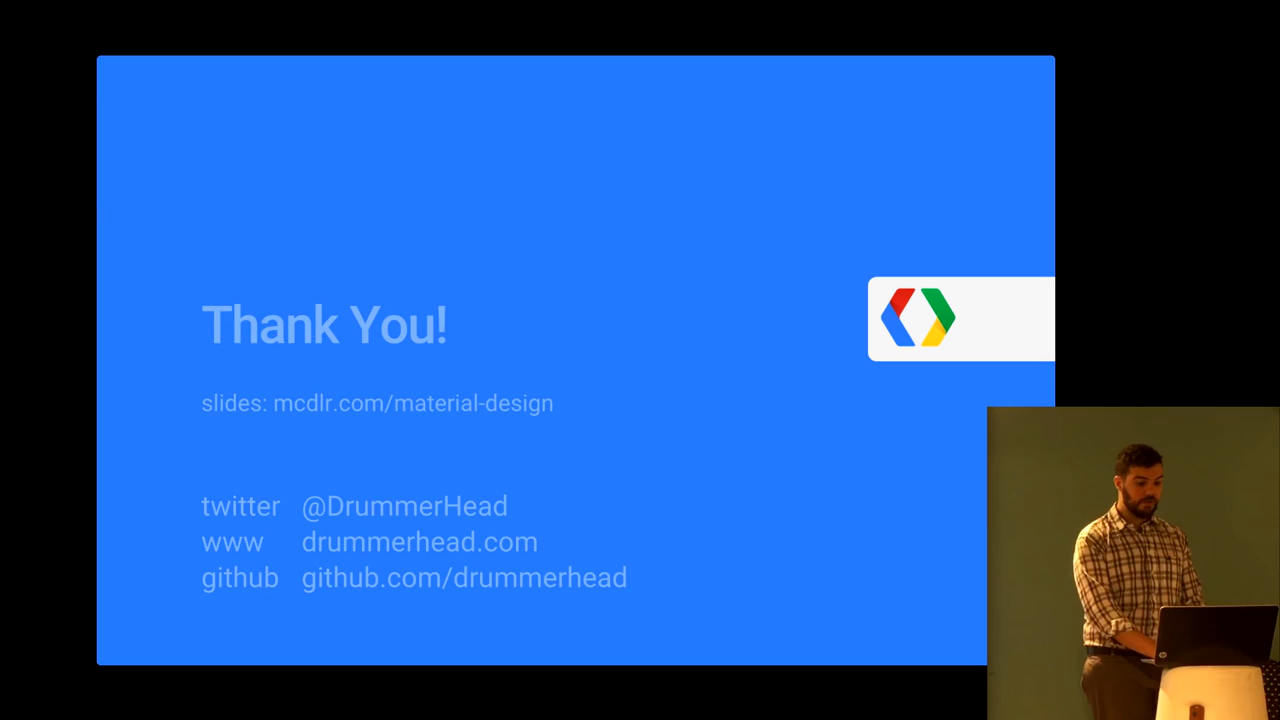 Thank You!
slides: mcdlr.com/material-design
twitter @DrummerHead
www drummerhead.com
github github.com/drummerhead